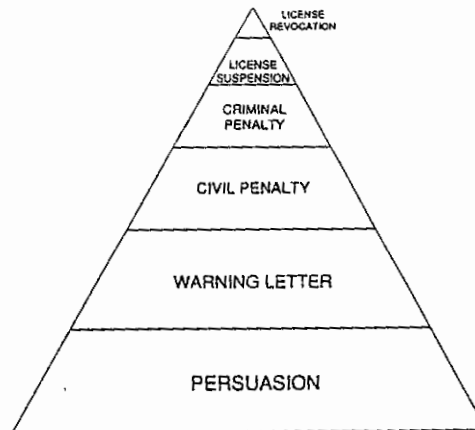 LICENSE
REVOCATION
LICENSE
SUSPENSION
CRIMINAL
PENALTY
CIVIL PENALTY
WARNING LETTER
PERSUASION